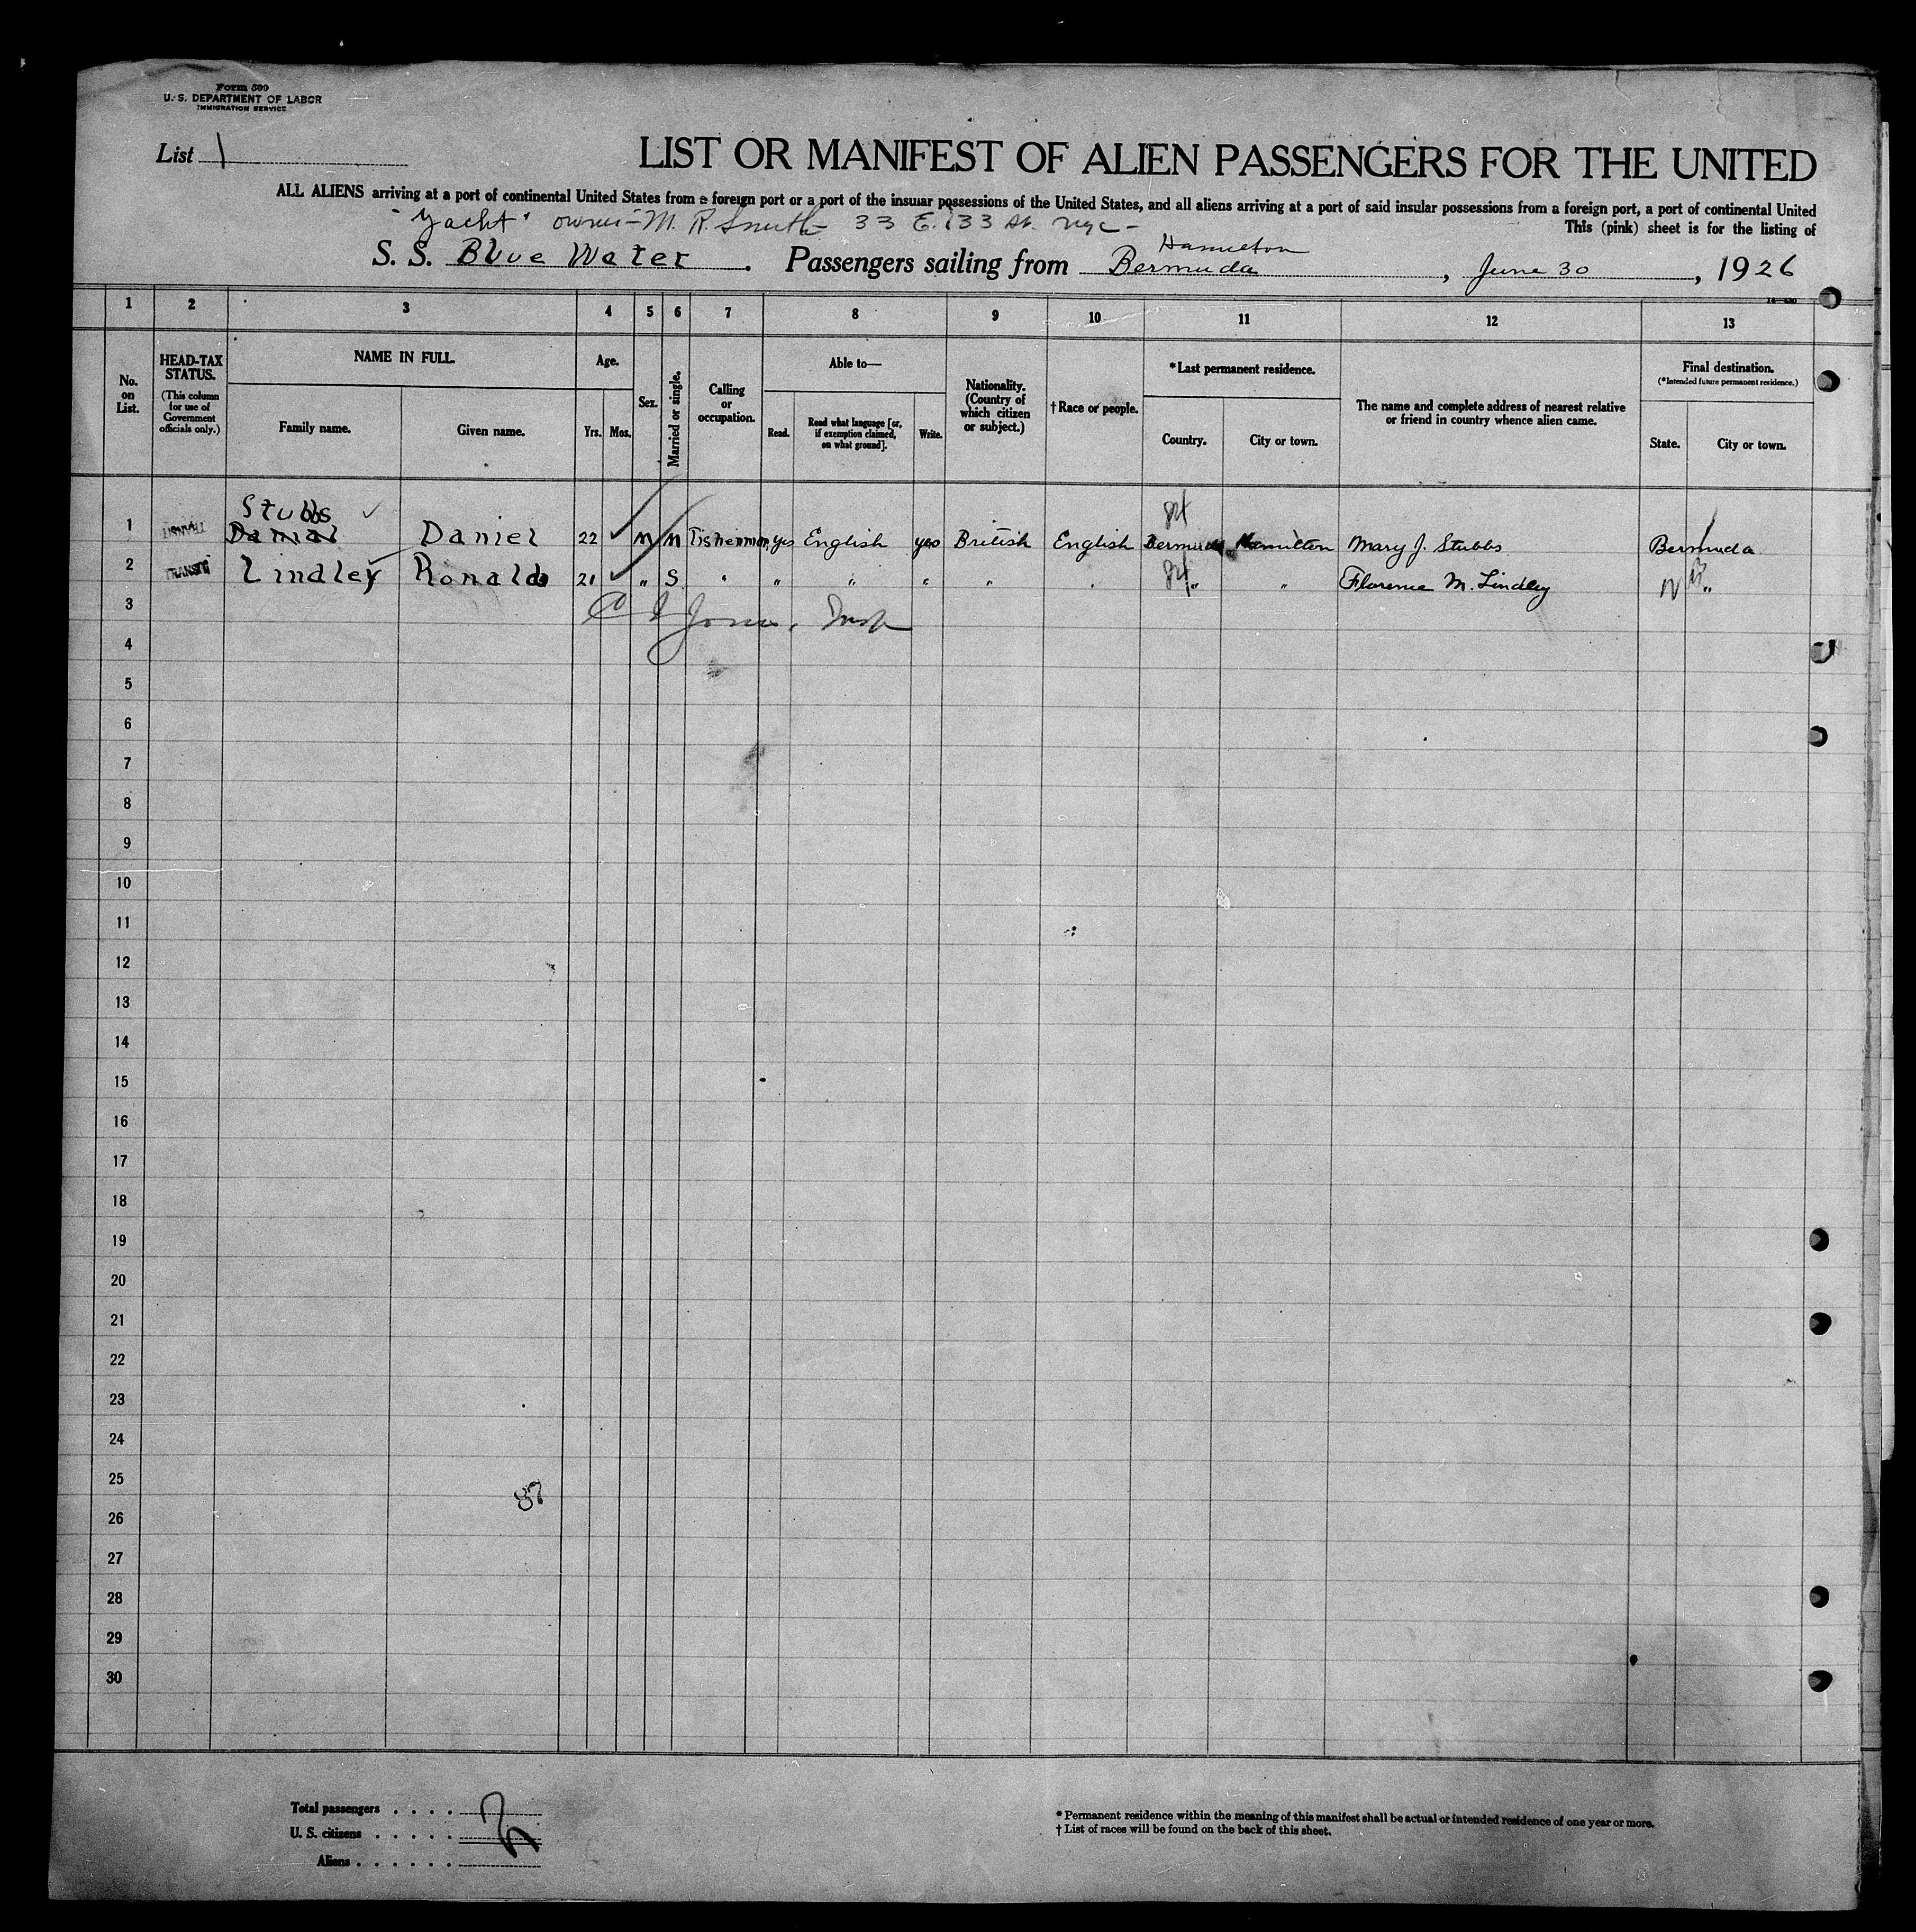 Form 500
U. S. DEPARTMENT OF LABOR
IMMIGRATION SERVICE
List 1
LIST OR MANIFEST OF ALIEN PASSENGERS FOR THE UNITED
ALL ALIENS arriving at a port of continental United States from a foreign port or a port of the insular possessions of the United States, and all aliens arriving at a port of said insular possessions from a foreign port, a port of continental United
"Yacht" owner - M. R. Smith - 33 E. 133 St. nyc -
This (pink) sheet is for the listing of
Hamilton
S. S. Blue Water . Passengers sailing from Bermuda , June 30 , 1926
1 2 3 4 5 6 7 8 9 10 11 12 13
No. on List.
HEAD-TAX STATUS.
(This column for use of Government officials only.)
NAME IN FULL.
Family name. Given name.
Age.
Yrs. Mos.
Sex.
Married or single.
Calling or occupation.
Able to—
Read. Read what language [or, if exemption claimed, on what ground]. Write.
Nationality. (Country of which citizen or subject.)
† Race or people.
*Last permanent residence.
Country. City or town.
The name and complete address of nearest relative or friend in country whence alien came.
Final destination.
(*Intended future permanent residence.)
State. City or town.
Stubbs
1 Daniel 22 M M Fisherman yes English yes British English Bermuda Hamilton Mary J. Stubbs Bermuda
2 TRANSIT Lindley Ronald 21 " S " " " " " " " Florence M. Lindley "
3
4
5
6
7
8
9
10
11
12
13
14
15
16
17
18
19
20
21
22
23
24
25
26
27
28
29
30
87
Total passengers . . . . 2
U. S. citizens . . . . .
Aliens . . . . . .
* Permanent residence within the meaning of this manifest shall be actual or intended residence of one year or more.
† List of races will be found on the back of this sheet.